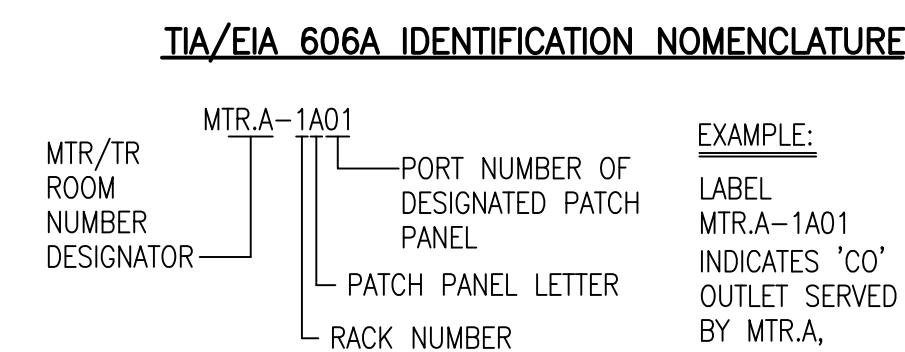 TIA/EIA 606A IDENTIFICATION NOMENCLATURE
MTR.A-1A01
MTR/TR
ROOM
NUMBER
DESIGNATOR
PORT NUMBER OF
DESIGNATED PATCH
PANEL
PATCH PANEL LETTER
RACK NUMBER
EXAMPLE:
LABEL
MTR.A-1A01
INDICATES 'CO'
OUTLET SERVED
BY MTR.A,